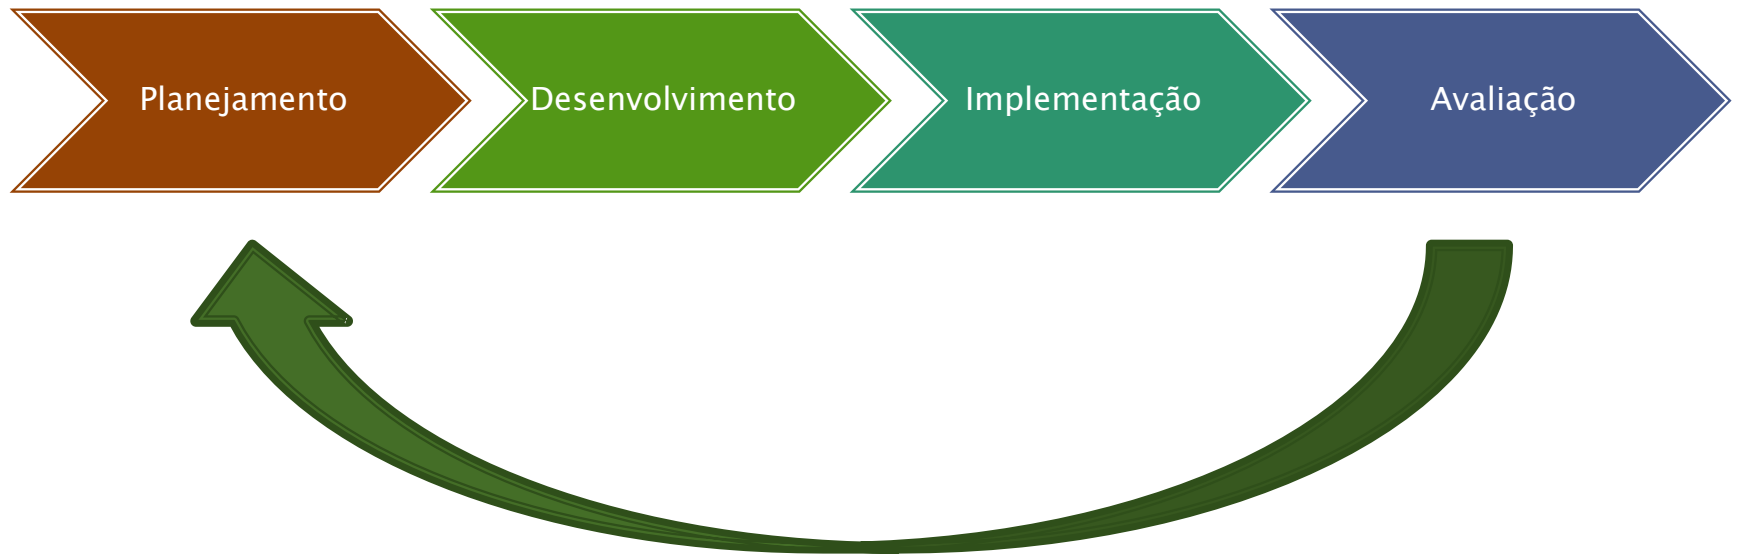 Planejamento
Desenvolvimento
Implementação
Avaliação